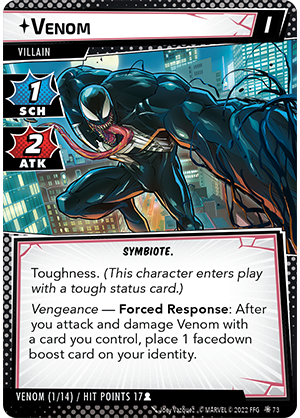 VENOM
I
VILLAIN
1
SCH
2
ATK
SYMBIOTE.
Toughness. (This character enters play
with a tough status card.)
Vengeance — Forced Response: After
you attack and damage Venom with
a card you control, place 1 facedown
boost card on your identity.
VENOM (1/14) / HIT POINTS 17
Joey Vazquez © MARVEL © 2022 FFG 73